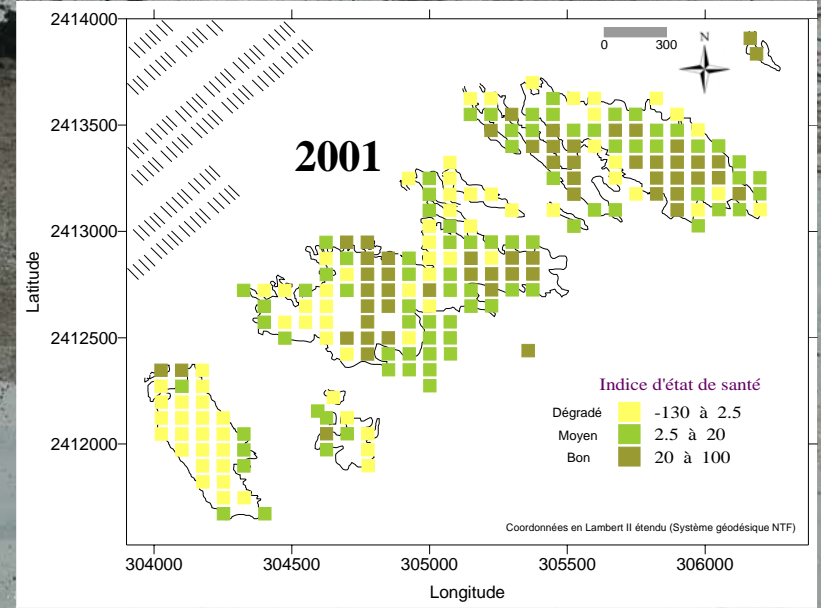 2414000
2413500
2413000
2412500
2412000
Latitude
2001
0 300
N
Indice d'état de santé
Dégradé -130 à 2.5
Moyen 2.5 à 20
Bon 20 à 100
Coordonnées en Lambert II étendu (Système géodésique NTF)
304000 304500 305000 305500 306000
Longitude